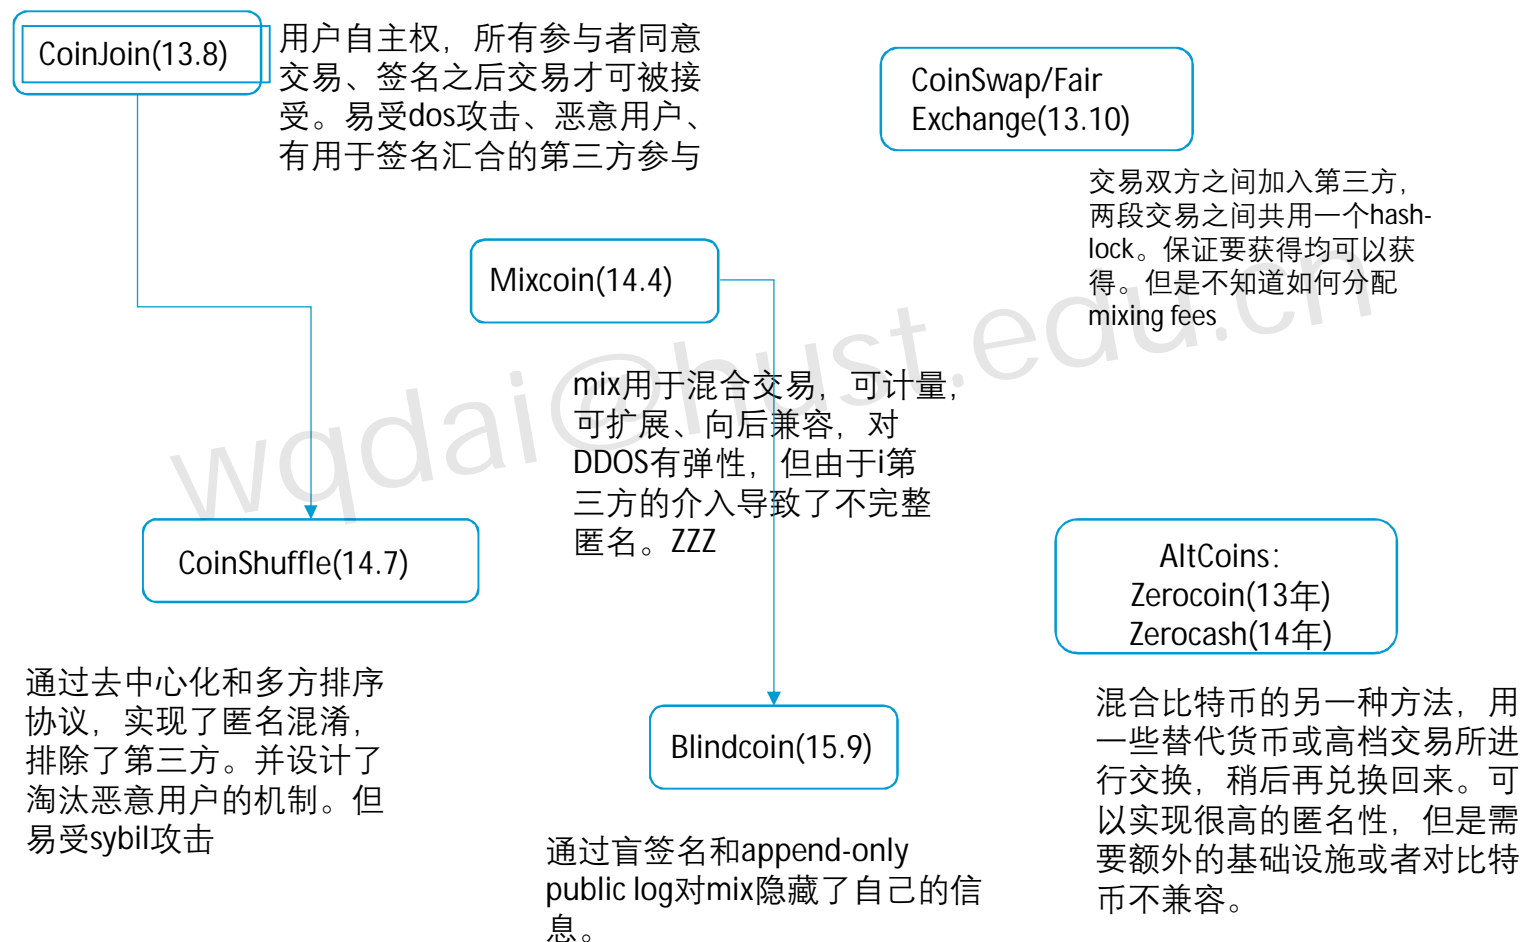 CoinJoin(13.8)
用户自主权，所有参与者同意
交易、签名之后交易才可被接
受。易受dos攻击、恶意用户、
有用于签名汇合的第三方参与
CoinSwap/Fair
Exchange(13.10)
交易双方之间加入第三方，
两段交易之间共用一个hash-
lock。保证要获得均可以获
得。但是不知道如何分配
mixing fees
Mixcoin(14.4)
mix用于混合交易，可计量，
可扩展、向后兼容，对
DDOS有弹性，但由于i第
三方的介入导致了不完整
匿名。ZZZ
CoinShuffle(14.7)
通过去中心化和多方排序
协议，实现了匿名混淆，
排除了第三方。并设计了
淘汰恶意用户的机制。但
易受sybil攻击
Blindcoin(15.9)
通过盲签名和append-only
public log对mix隐藏了自己的信
息。
AltCoins：
Zerocoin(13年)
Zerocash(14年)
混合比特币的另一种方法，用
一些替代货币或高档交易所进
行交换，稍后再兑换回来。可
以实现很高的匿名性，但是需
要额外的基础设施或者对比特
币不兼容。
wqdai@hust.edu.cn